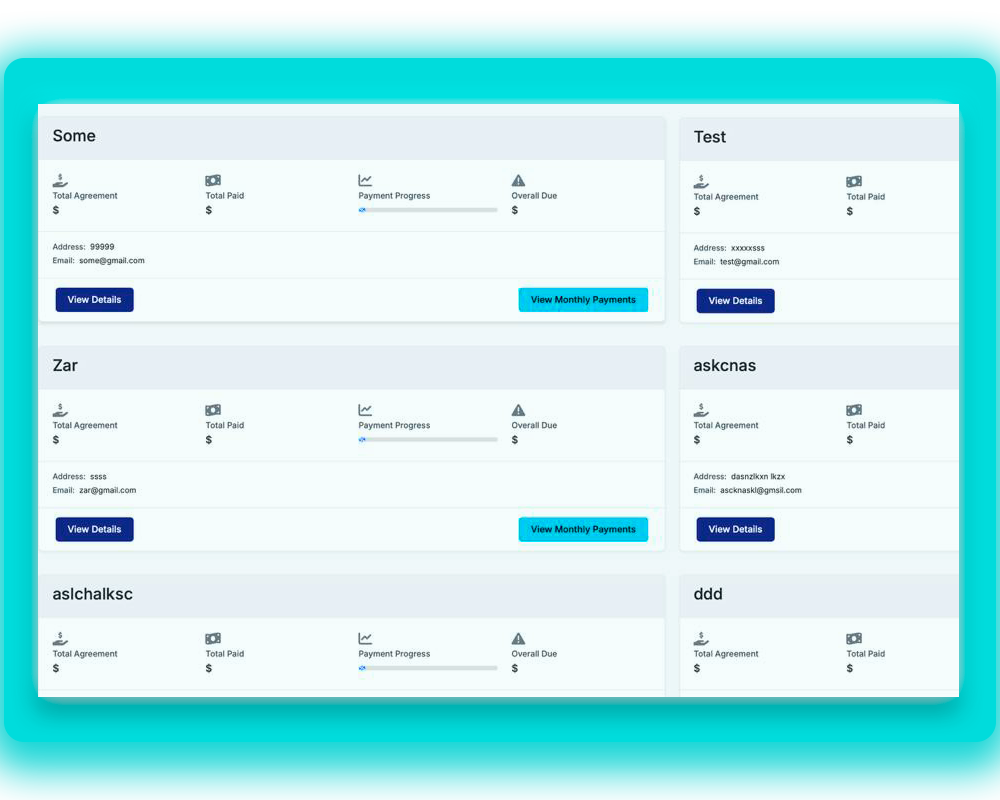 Some
Total Agreement Total Paid Payment Progress Overall Due
$ $ $
Address: 99999
Email: some@gmail.com
View Details View Monthly Payments
Test
Total Agreement Total Paid
$ $
Address: xxxxxsss
Email: test@gmail.com
View Details
Zar
Total Agreement Total Paid Payment Progress Overall Due
$ $ $
Address: ssss
Email: zar@gmail.com
View Details View Monthly Payments
askcnas
Total Agreement Total Paid
$ $
Address: dasnzlkxn lkzx
Email: ascknaskl@gmsil.com
View Details
aslchalksc
Total Agreement Total Paid Payment Progress Overall Due
$ $ $
ddd
Total Agreement Total Paid
$ $